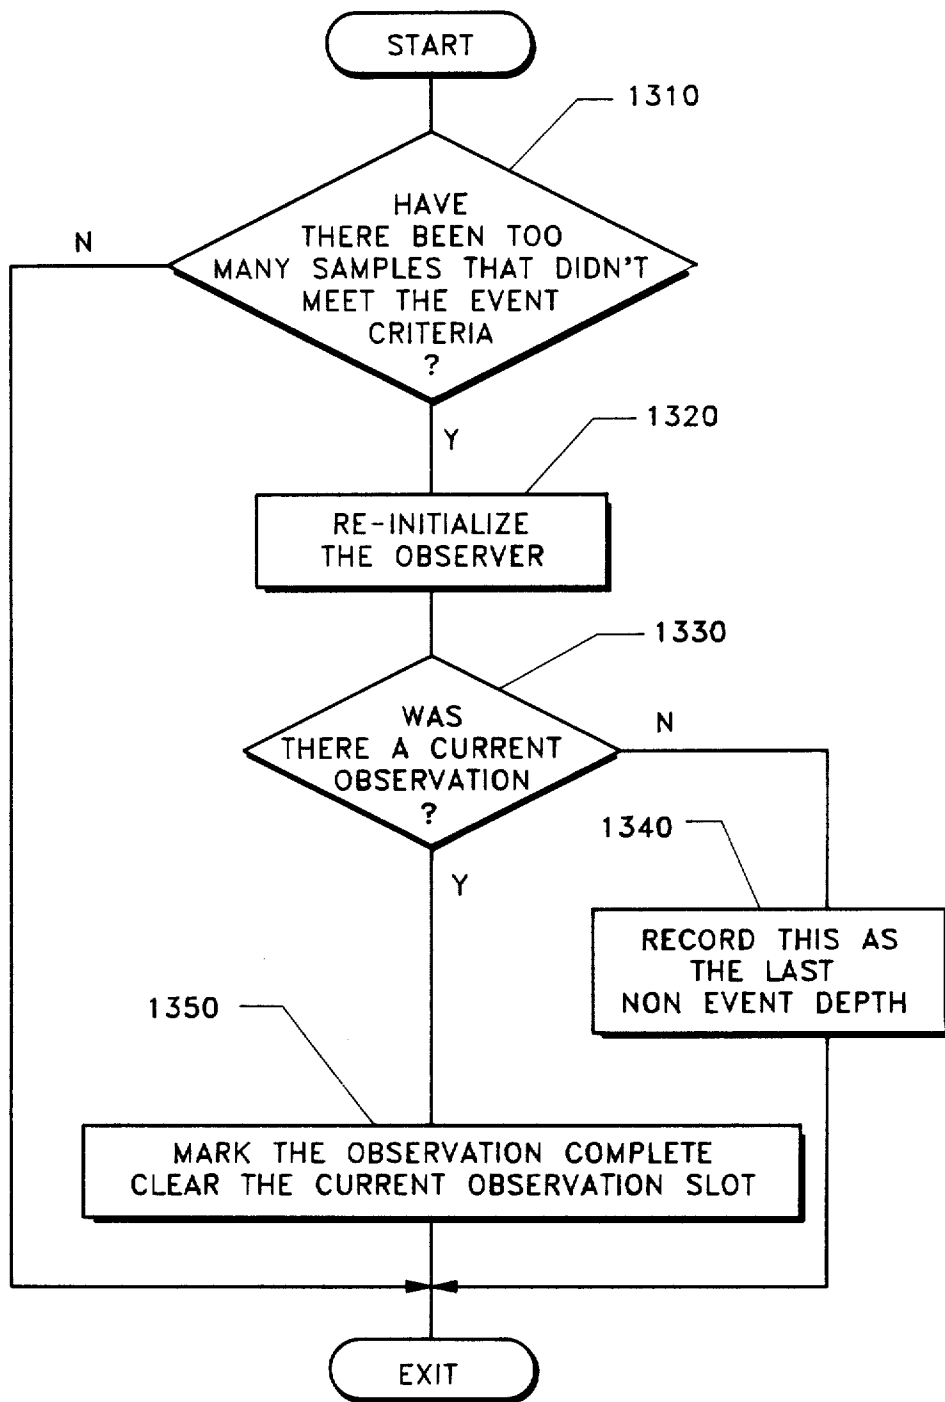 START
1310
HAVE
THERE BEEN TOO
MANY SAMPLES THAT DIDN'T
MEET THE EVENT
CRITERIA
?
N
Y
1320
RE-INITIALIZE
THE OBSERVER
1330
WAS
THERE A CURRENT
OBSERVATION
?
N
Y
1340
RECORD THIS AS
THE LAST
NON EVENT DEPTH
1350
MARK THE OBSERVATION COMPLETE
CLEAR THE CURRENT OBSERVATION SLOT
EXIT